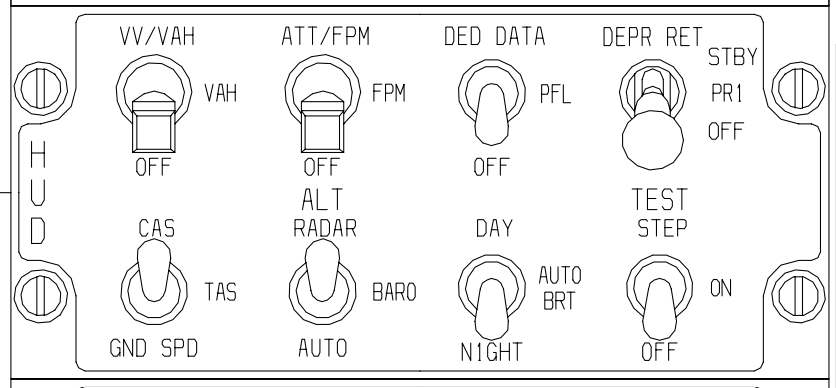 VV/VAH ATT/FPM DED DATA DEPR RET
STBY
VAH FPM PFL PR1
OFF
OFF OFF OFF
HUD
ALT TEST
CAS RADAR DAY STEP
TAS BARO AUTO BRT ON
GND SPD AUTO N1GHT OFF